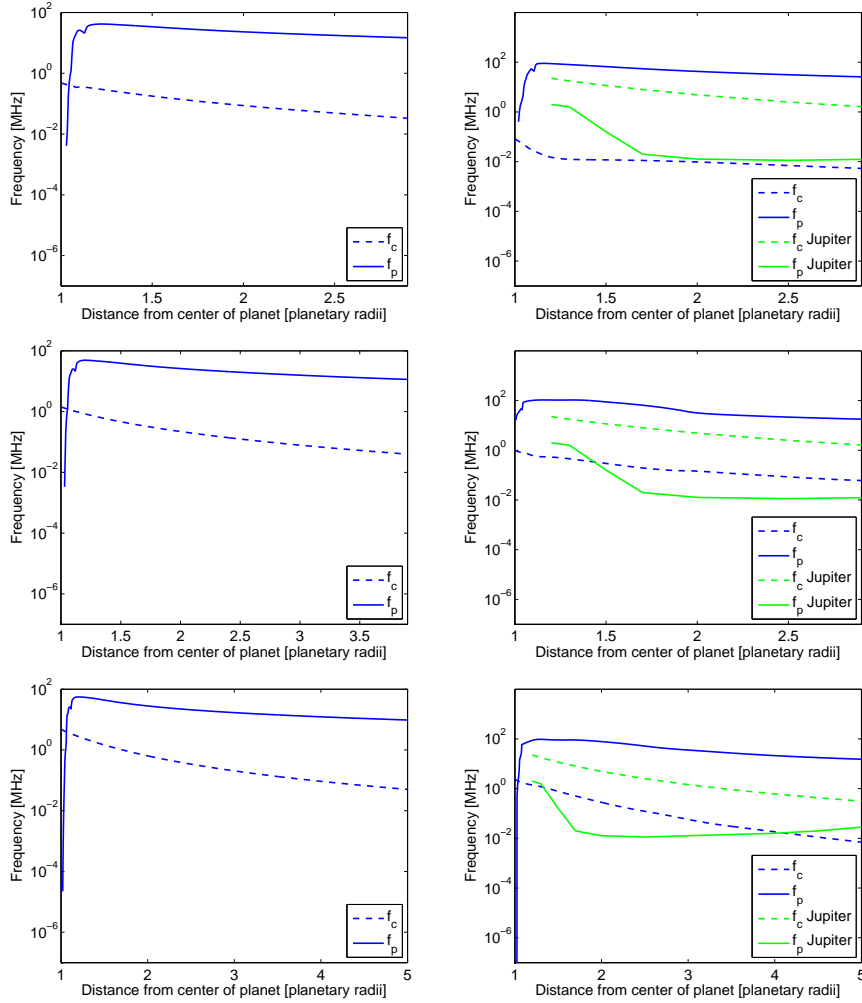 10^2
10^0
10^−2
10^−4
10^−6
Frequency [MHz]
1 1.5 2 2.5
Distance from center of planet [planetary radii]
f_c
f_p
10^2
10^0
10^−2
10^−4
10^−6
Frequency [MHz]
1 1.5 2 2.5
Distance from center of planet [planetary radii]
f_c
f_p
f_c Jupiter
f_p Jupiter
10^2
10^0
10^−2
10^−4
10^−6
Frequency [MHz]
1 1.5 2 2.5 3 3.5
Distance from center of planet [planetary radii]
f_c
f_p
10^2
10^0
10^−2
10^−4
10^−6
Frequency [MHz]
1 1.5 2 2.5
Distance from center of planet [planetary radii]
f_c
f_p
f_c Jupiter
f_p Jupiter
10^2
10^0
10^−2
10^−4
10^−6
Frequency [MHz]
1 2 3 4 5
Distance from center of planet [planetary radii]
f_c
f_p
10^2
10^0
10^−2
10^−4
10^−6
Frequency [MHz]
1 2 3 4 5
Distance from center of planet [planetary radii]
f_c
f_p
f_c Jupiter
f_p Jupiter